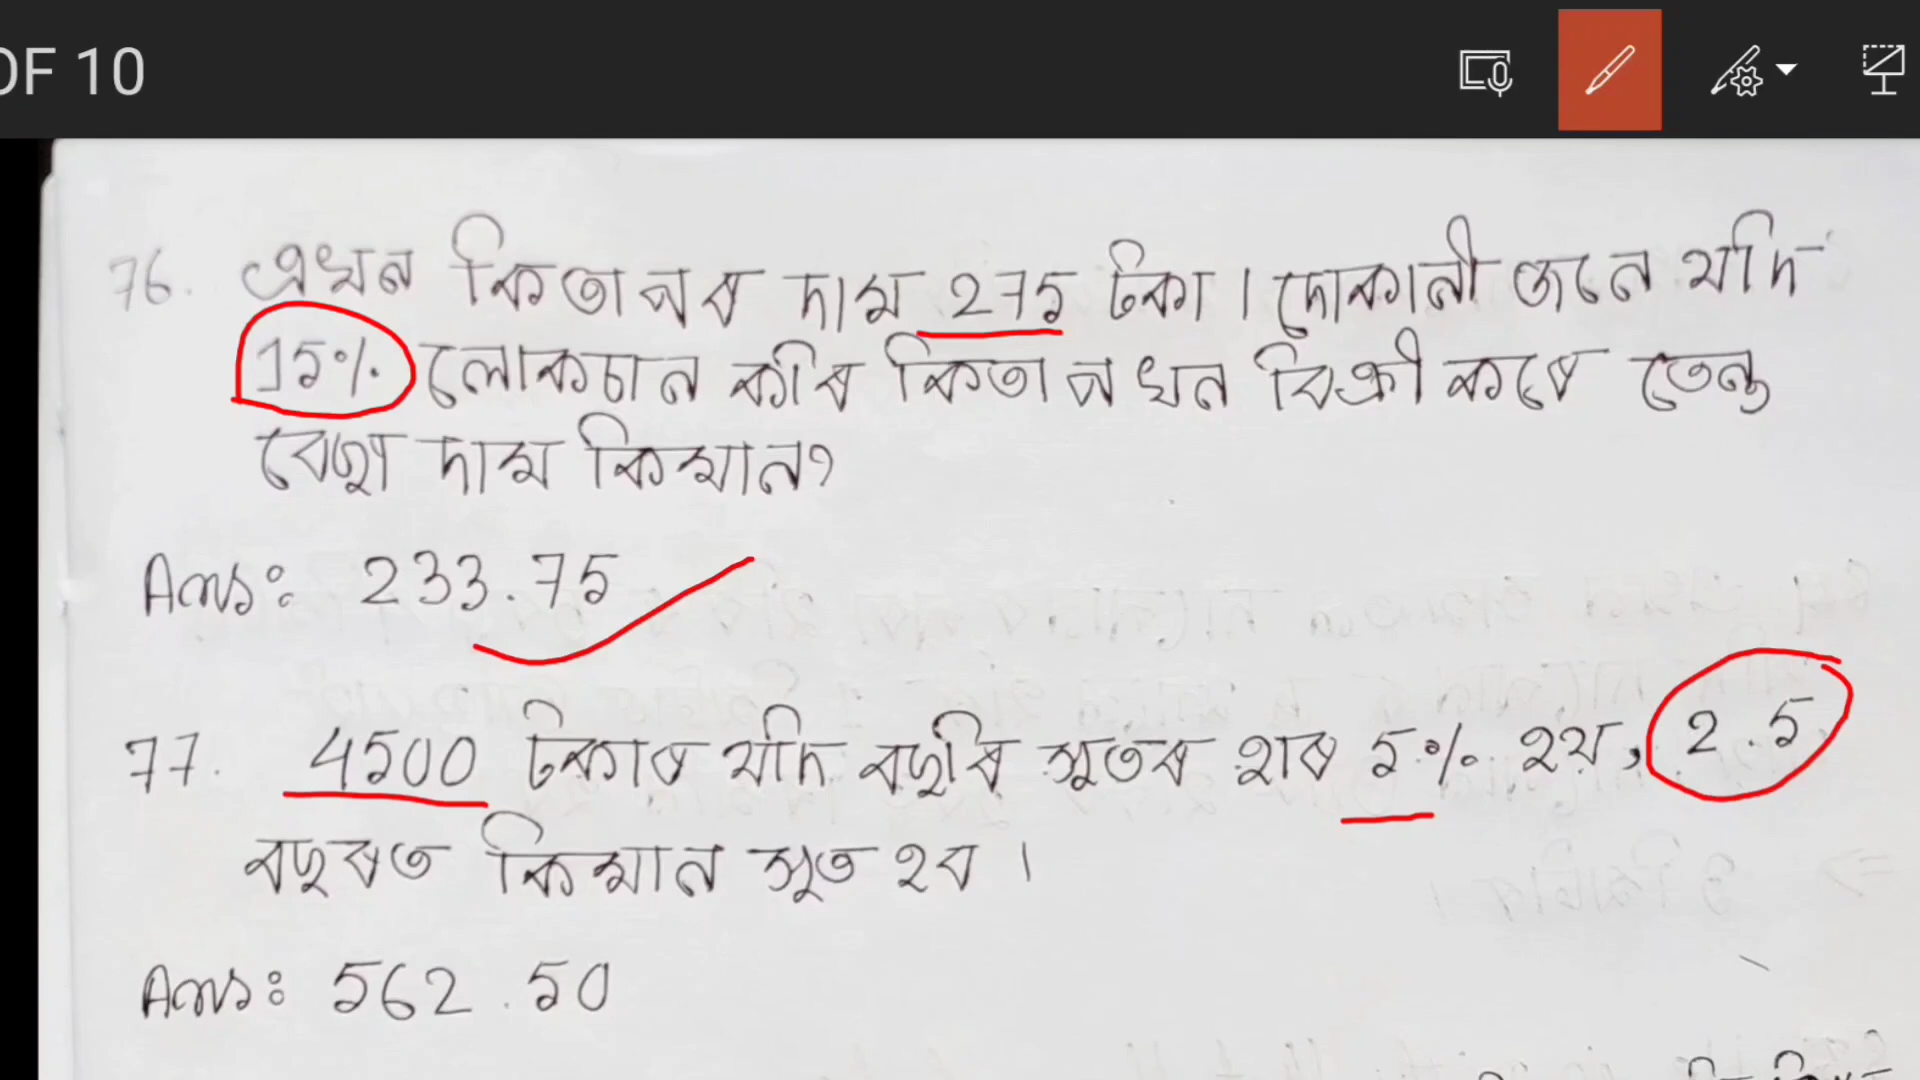 OF 10
76. এখন কিতাপৰ দাম 275 টকা । দোকানী জনে যদি
15% লোকচান কৰি কিতাপ খন বিক্ৰী কৰে তেন্তে
বেচা দাম কিমান?
Ans: 233.75
77. 4500 টকাৰ যদি বছৰি সুতৰ হাৰ 5% হয়, 2.5
বছৰত কিমান সুত হব ।
Ans: 562.50